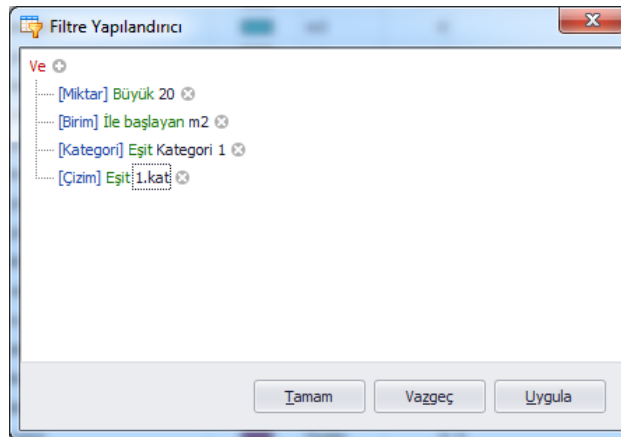 Filtre Yapılandırıcı
Ve
[Miktar] Büyük 20
[Birim] İle başlayan m2
[Kategori] Eşit Kategori 1
[Çizim] Eşit 1.kat
Tamam Vazgeç Uygula